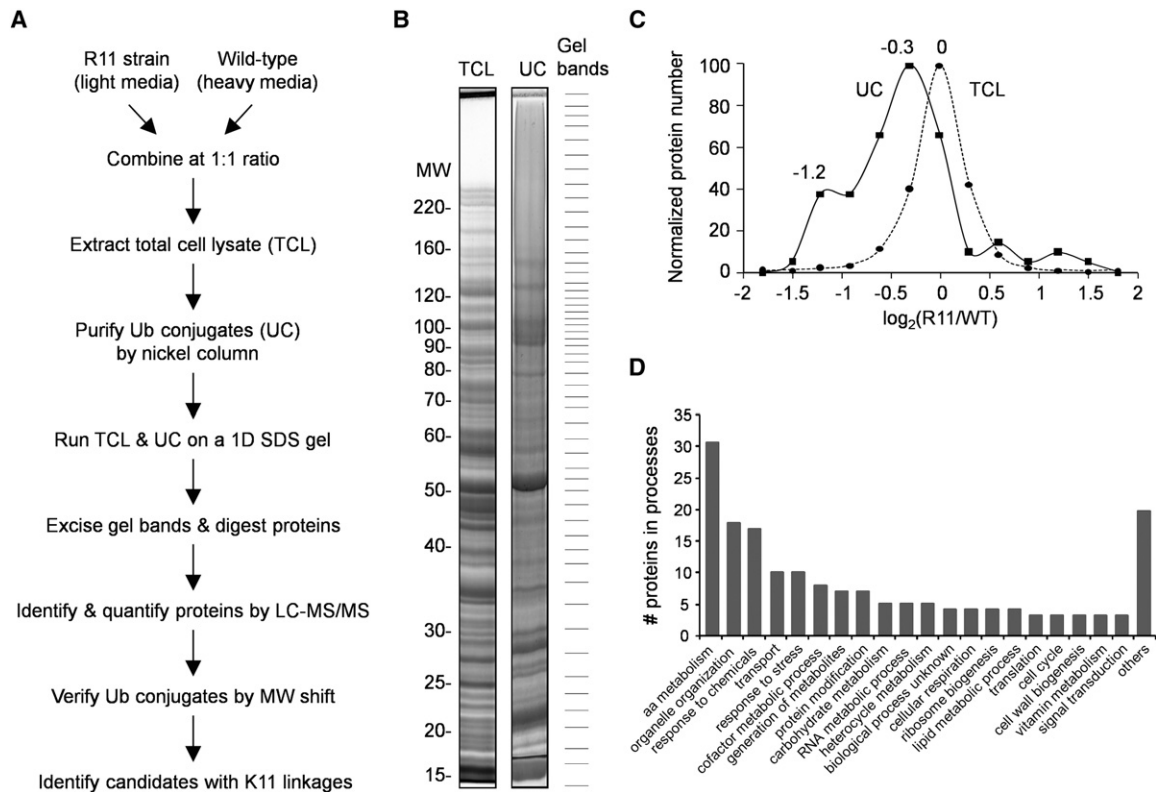 A
R11 strain
(light media)
Wild-type
(heavy media)
Combine at 1:1 ratio
Extract total cell lysate (TCL)
Purify Ub conjugates (UC)
by nickel column
Run TCL & UC on a 1D SDS gel
Excise gel bands & digest proteins
Identify & quantify proteins by LC-MS/MS
Verify Ub conjugates by MW shift
Identify candidates with K11 linkages
B
TCL
UC
Gel
bands
MW
220-
160-
120-
100-
90-
80-
70-
60-
50-
40-
30-
25-
20-
15-
C
-0.3
0
UC
TCL
-1.2
Normalized protein number
100
80
60
40
20
0
-2
-1.5
-1
-0.5
0
0.5
1
1.5
2
log₂(R11/WT)
D
# proteins in processes
35
30
25
20
15
10
5
0
aa metabolism
organelle organization
response to chemicals
transport
response to stress
cofactor metabolic process
generation of metabolites
protein modification
carbohydrate metabolism
RNA metabolic process
heterocycle metabolism
biological process unknown
cellular respiration
ribosome biogenesis
lipid metabolic process
translation
cell cycle
cell wall biogenesis
vitamin metabolism
signal transduction
others